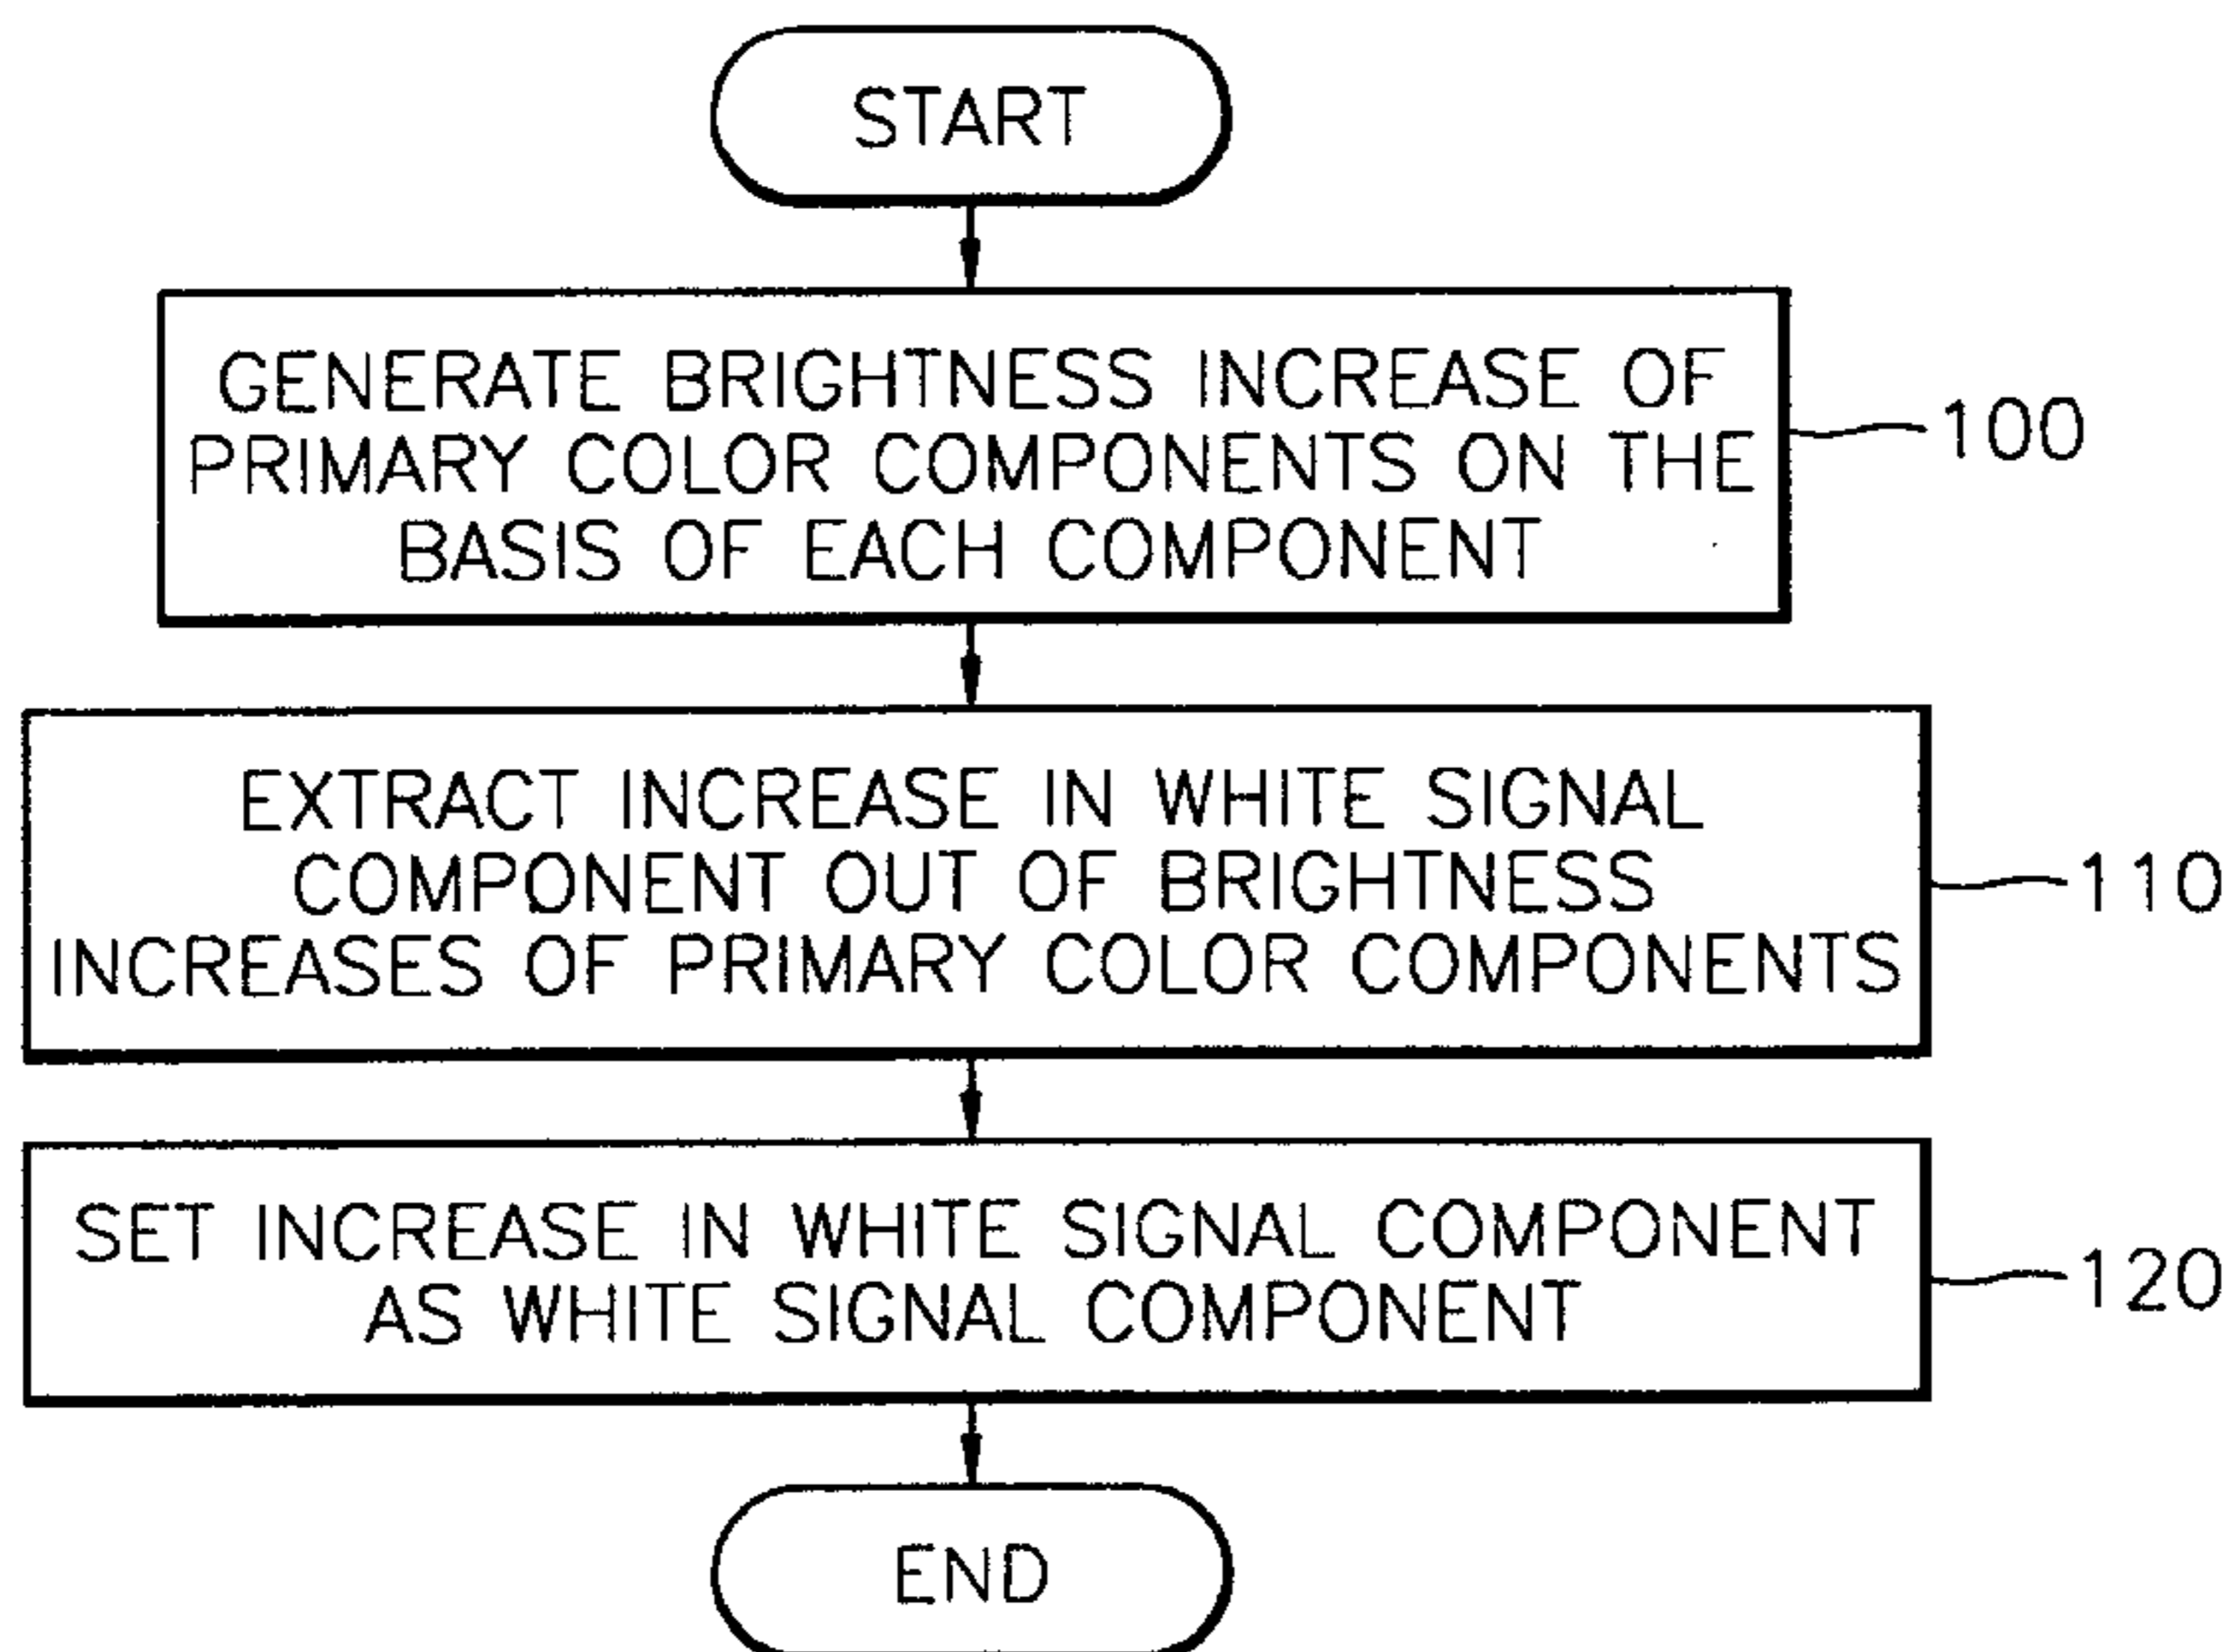 START
GENERATE BRIGHTNESS INCREASE OF
PRIMARY COLOR COMPONENTS ON THE
BASIS OF EACH COMPONENT
100
EXTRACT INCREASE IN WHITE SIGNAL
COMPONENT OUT OF BRIGHTNESS
INCREASES OF PRIMARY COLOR COMPONENTS
110
SET INCREASE IN WHITE SIGNAL COMPONENT
AS WHITE SIGNAL COMPONENT
120
END